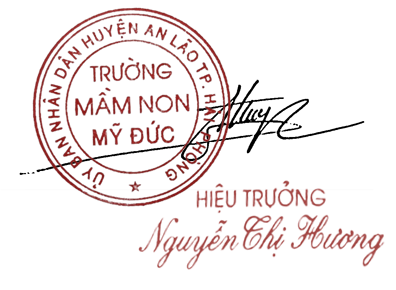 ỦY BAN NHÂN DÂN HUYỆN AN LÃO TP. HẢI PHÒNG
TRƯỜNG
MẦM NON
MỸ ĐỨC
HIỆU TRƯỞNG
Nguyễn Thị Hương